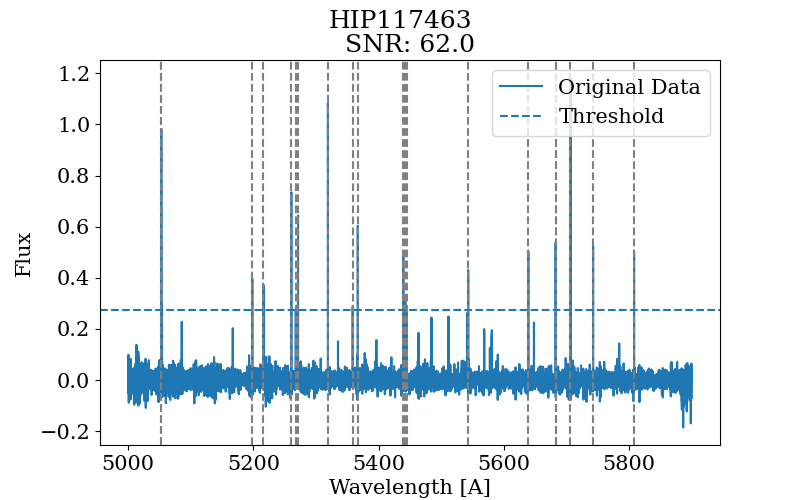 HIP117463
SNR: 62.0
Original Data
Threshold
1.2
1.0
0.8
0.6
0.4
0.2
0.0
−0.2
Flux
5000 5200 5400 5600 5800
Wavelength [A]